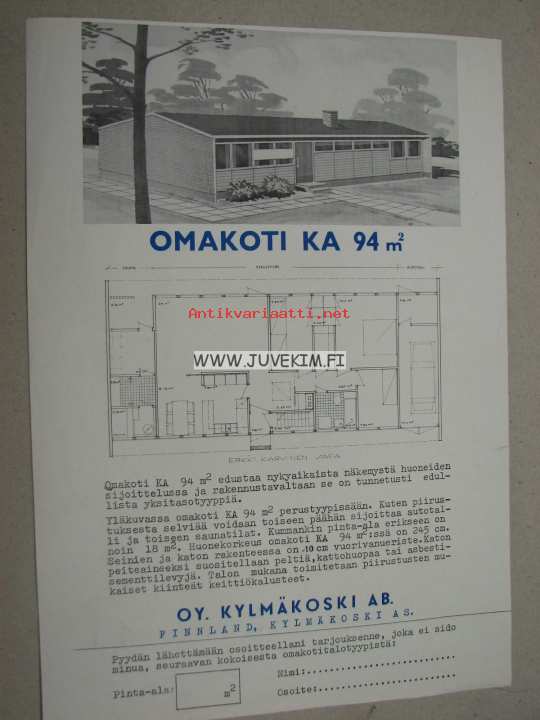 OMAKOTI KA 94 m²
Antikvariaatti.net
WWW.JUVEKIM.FI
ERKKO KARVINEN SAFA
Omakoti KA 94 m² edustaa nykyaikaista näkemystä huoneiden
sijoittelussa ja rakennustavaltaan se on tunnetusti edul-
lista yksitasotyyppiä.
Yläkuvassa omakoti KA 94 m² perustyypissään. Kuten piirus-
tuksesta selviää voidaan toiseen päähän sijoittaa autotal-
li ja toiseen saunatilat. Kummankin pinta-ala erikseen on
noin 18 m². Huonekorkeus omakoti KA 94 m²:issä on 245 cm.
Seinien ja katon rakenteessa on 10 cm vuorivanueriste. Katon
peiteaineeksi suositellaan peltiä, kattohuopaa tai asbesti-
sementtilevyjä. Talon mukana toimitetaan piirustusten mu-
kaiset kiinteät keittiökalusteet.
OY. KYLMÄKOSKI AB.
FINNLAND, KYLMÄKOSKI AS.
Pyydän lähettämään osoitteellani tarjouksenne, joka ei sido
minua, seuraavan kokoisesta omakotitalotyypistä:
Nimi:
Pinta-ala: m²
Osoite: